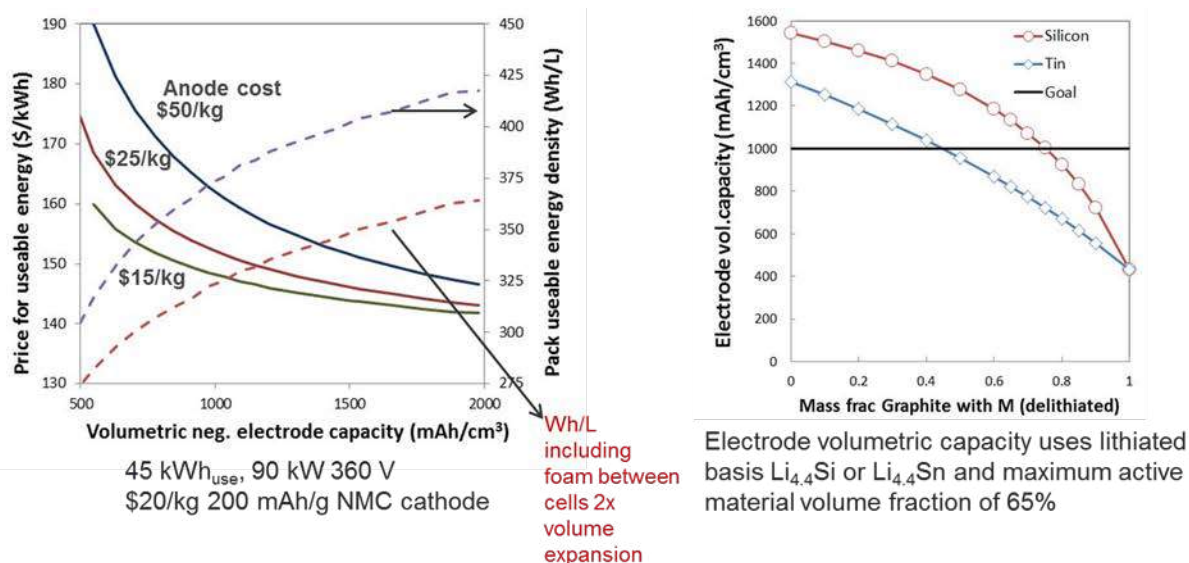 190
180
170
160
150
140
130
Price for useable energy ($/kWh)
Anode cost
$50/kg
$25/kg
$15/kg
500
1000
1500
2000
Volumetric neg. electrode capacity (mAh/cm³)
450
425
400
375
350
325
300
275
Pack useable energy density (Wh/L)
45 kWhuse, 90 kW 360 V
$20/kg 200 mAh/g NMC cathode
Wh/L
including
foam between
cells 2x
volume
expansion
1600
1400
1200
1000
800
600
400
200
0
Electrode vol.capacity (mAh/cm³)
Silicon
Tin
Goal
0
0.2
0.4
0.6
0.8
1
Mass frac Graphite with M (delithiated)
Electrode volumetric capacity uses lithiated
basis Li4.4Si or Li4.4Sn and maximum active
material volume fraction of 65%